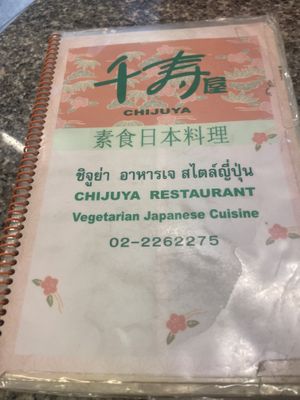 千寿屋
CHIJUYA
素食日本料理
ชิจูย่า อาหารเจ สไตล์ญี่ปุ่น
CHIJUYA RESTAURANT
Vegetarian Japanese Cuisine
02-2262275